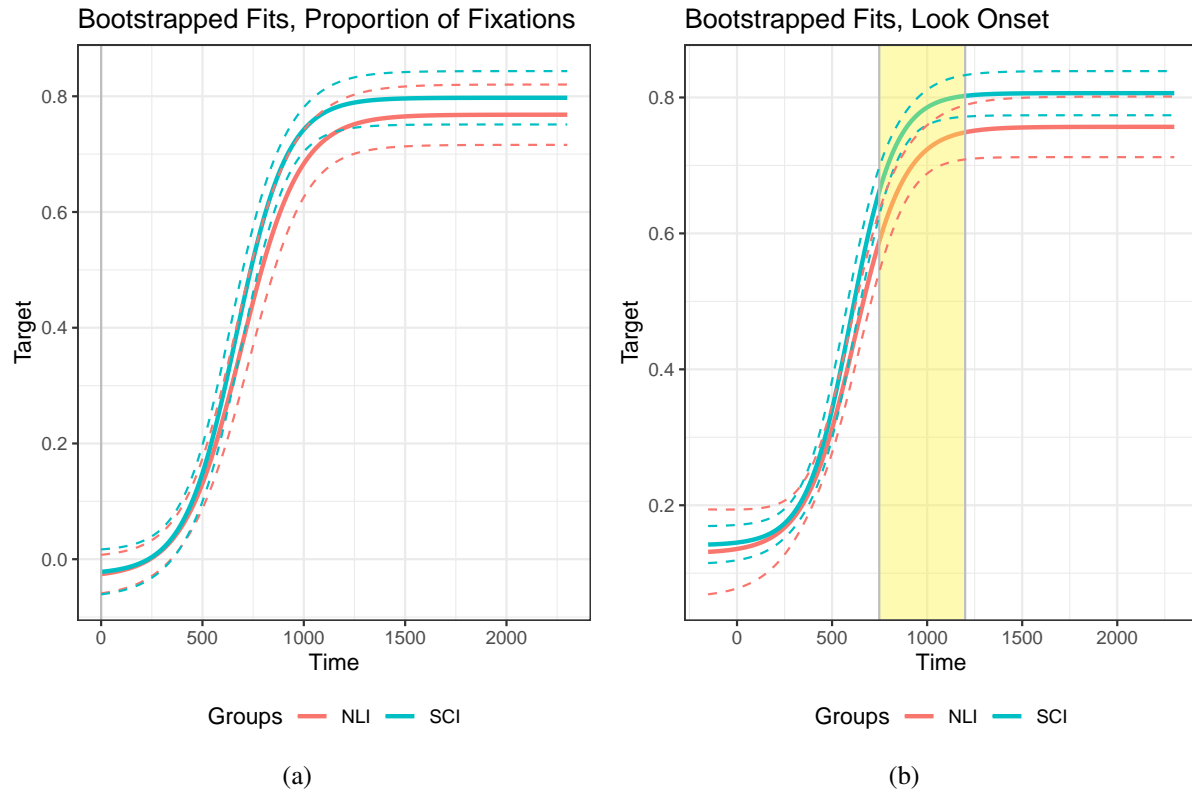 Bootstrapped Fits, Proportion of Fixations
0.8
0.6
0.4
0.2
0.0
Target
0 500 1000 1500 2000
Time
Groups NLI SCI
(a)
Bootstrapped Fits, Look Onset
0.8
0.6
0.4
0.2
Target
0 500 1000 1500 2000
Time
Groups NLI SCI
(b)